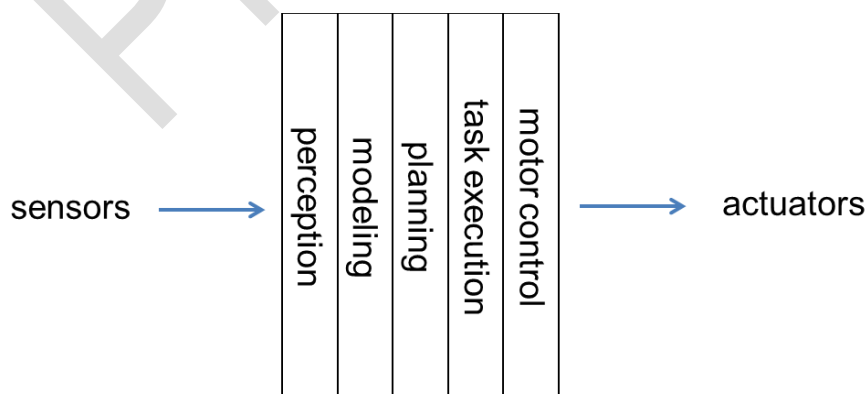 sensors
perception
modeling
planning
task execution
motor control
actuators